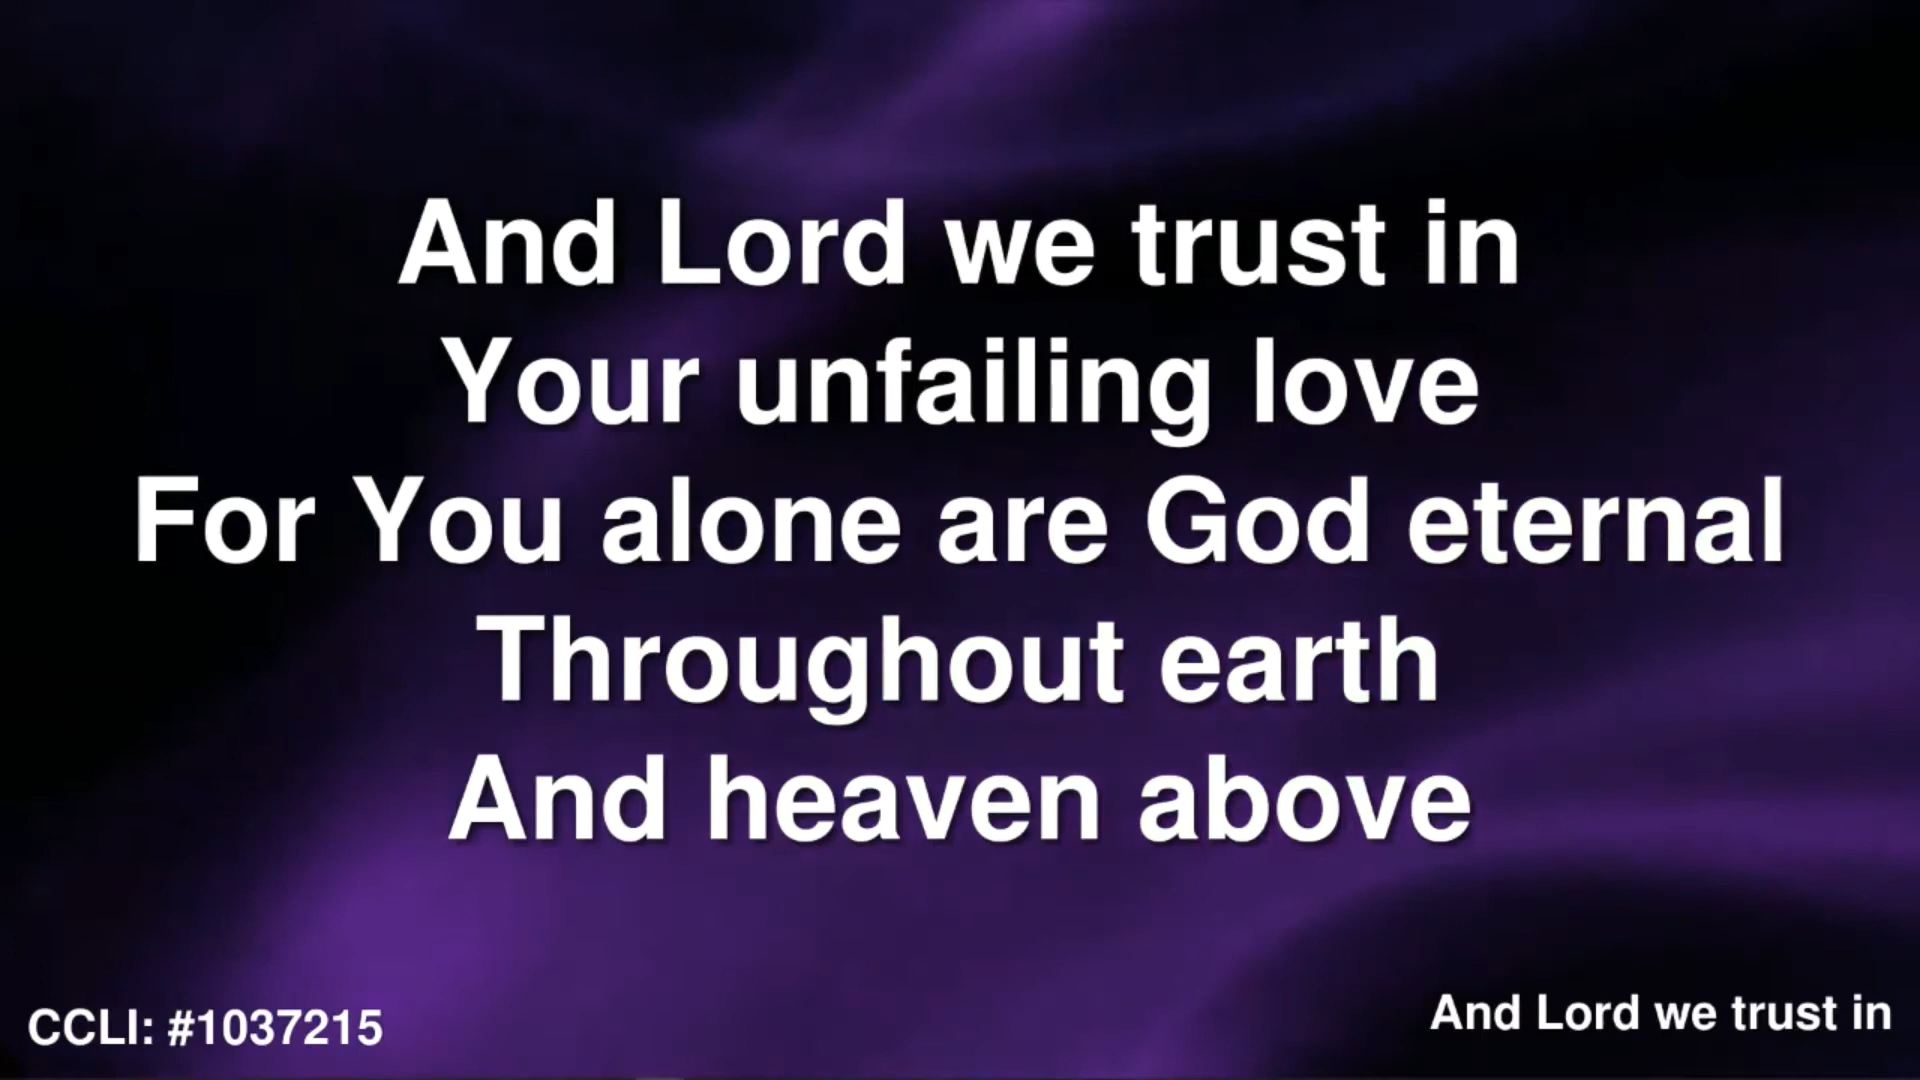 And Lord we trust in
Your unfailing love
For You alone are God eternal
Throughout earth
And heaven above
CCLI: #1037215
And Lord we trust in